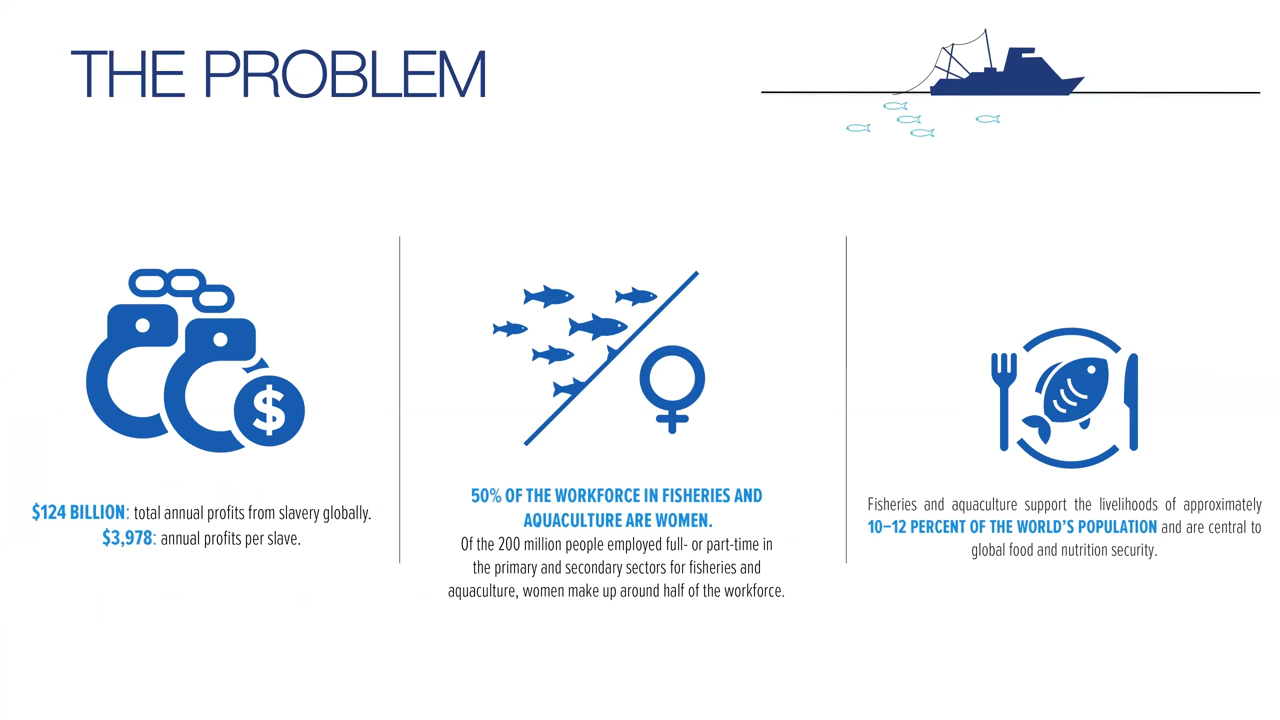 THE PROBLEM
$
$124 BILLION: total annual profits from slavery globally.
$3,978: annual profits per slave.
50% OF THE WORKFORCE IN FISHERIES AND
AQUACULTURE ARE WOMEN.
Of the 200 million people employed full- or part-time in
the primary and secondary sectors for fisheries and
aquaculture, women make up around half of the workforce.
Fisheries and aquaculture support the livelihoods of approximately
10–12 PERCENT OF THE WORLD'S POPULATION and are central to
global food and nutrition security.